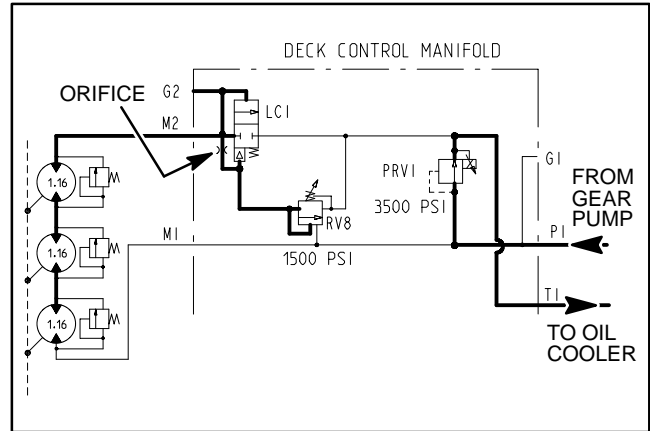 DECK CONTROL MANIFOLD
ORIFICE
G2
LC1
M2
1.16
PRV1
3500 PSI
G1
FROM
GEAR
PUMP
P1
1.16
M1
RV8
1500 PSI
1.16
T1
TO OIL
COOLER